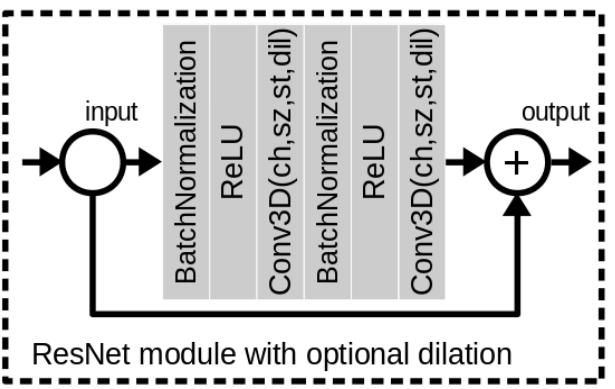 input
output
BatchNormalization
ReLU
Conv3D(ch,sz,st,dil)
BatchNormalization
ReLU
Conv3D(ch,sz,st,dil)
+
ResNet module with optional dilation